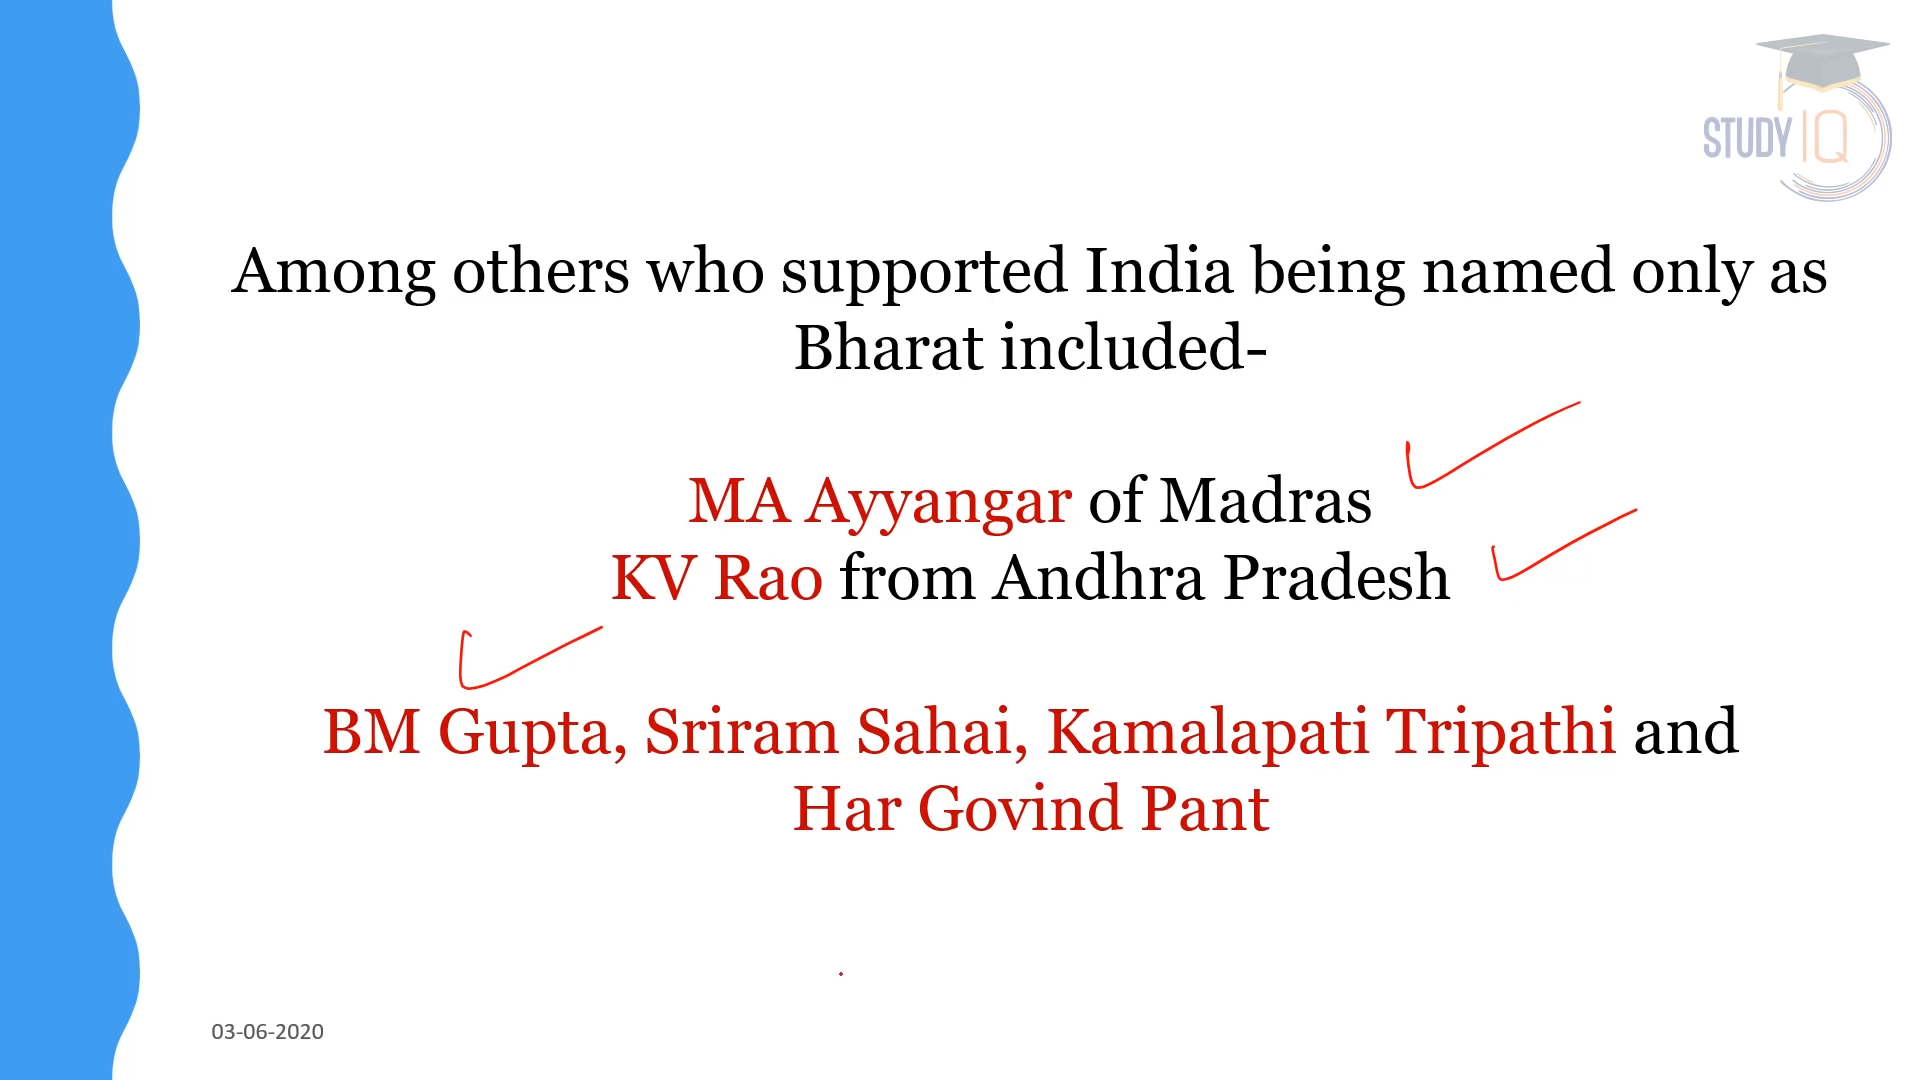 STUDY IQ
Among others who supported India being named only as
Bharat included-
MA Ayyangar of Madras
KV Rao from Andhra Pradesh
BM Gupta, Sriram Sahai, Kamalapati Tripathi and
Har Govind Pant
03-06-2020